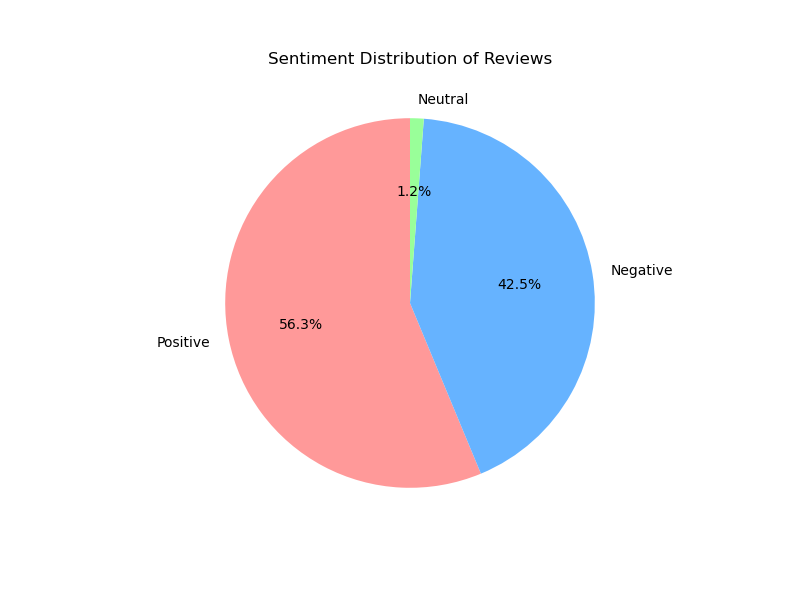 Sentiment Distribution of Reviews
Neutral
1.2%
Negative
42.5%
56.3%
Positive